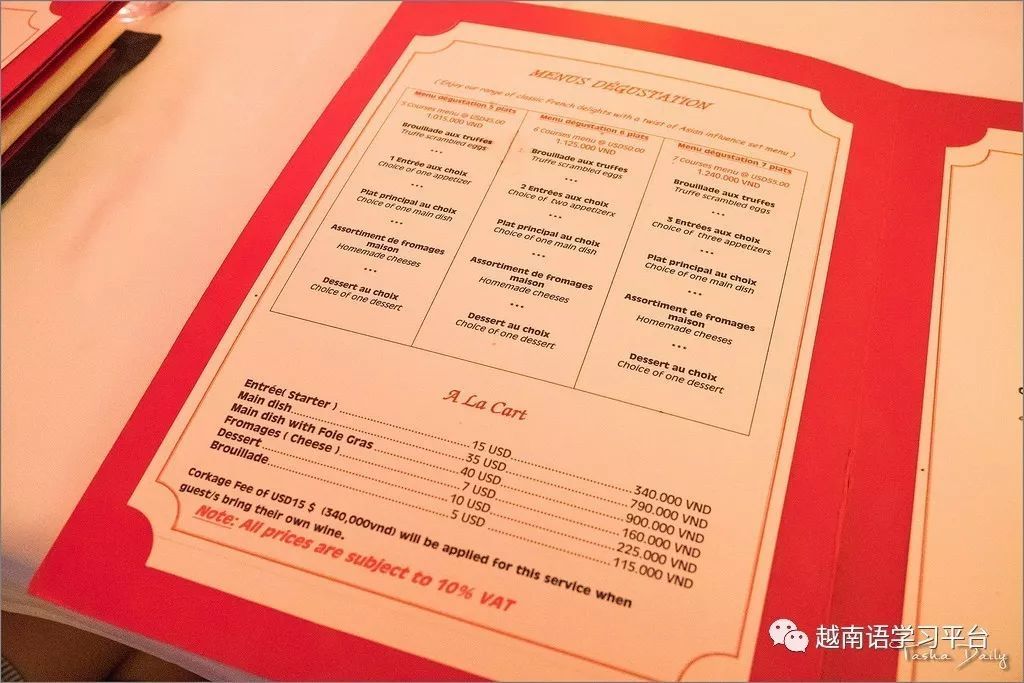 MENUS DÉGUSTATION
( Enjoy our range of classic French delights with a twist of Asian influence set menu )
Menu dégustation 5 plats
5 Courses menu @ USD45.00
1.015.000 VND
Brouillade aux truffes
Truffe scrambled eggs
***
1 Entrée aux choix
Choice of one appetizer
***
Plat principal au choix
Choice of one main dish
***
Assortiment de fromages
maison
Homemade cheeses
***
Dessert au choix
Choice of one dessert
Menu dégustation 6 plats
6 Courses menu @ USD50.00
1.125.000 VND
Brouillade aux truffes
Truffe scrambled eggs
***
2 Entrées aux choix
Choice of two appetizerx
***
Plat principal au choix
Choice of one main dish
***
Assortiment de fromages
maison
Homemade cheeses
***
Dessert au choix
Choice of one dessert
Menu dégustation 7 plats
7 Courses menu @ USD55.00
1.240.000 VND
Brouillade aux truffes
Truffe scrambled eggs
***
3 Entrées aux choix
Choice of three appetizers
***
Plat principal au choix
Choice of one main dish
***
Assortiment de fromages
maison
Homemade cheeses
***
Dessert au choix
Choice of one dessert
A La Cart
Entrée( Starter ) ........ 15 USD ........ 340.000 VND
Main dish ........ 35 USD ........ 790.000 VND
Main dish with Foie Gras ........ 40 USD ........ 900.000 VND
Fromages ( Cheese ) ........ 7 USD ........ 160.000 VND
Dessert ........ 10 USD ........ 225.000 VND
Brouillade ........ 5 USD ........ 115.000 VND
Corkage Fee of USD15 $ (340,000vnd) will be applied for this service when
guest/s bring their own wine.
Note: All prices are subject to 10% VAT
越南语学习平台
Tasha Daily